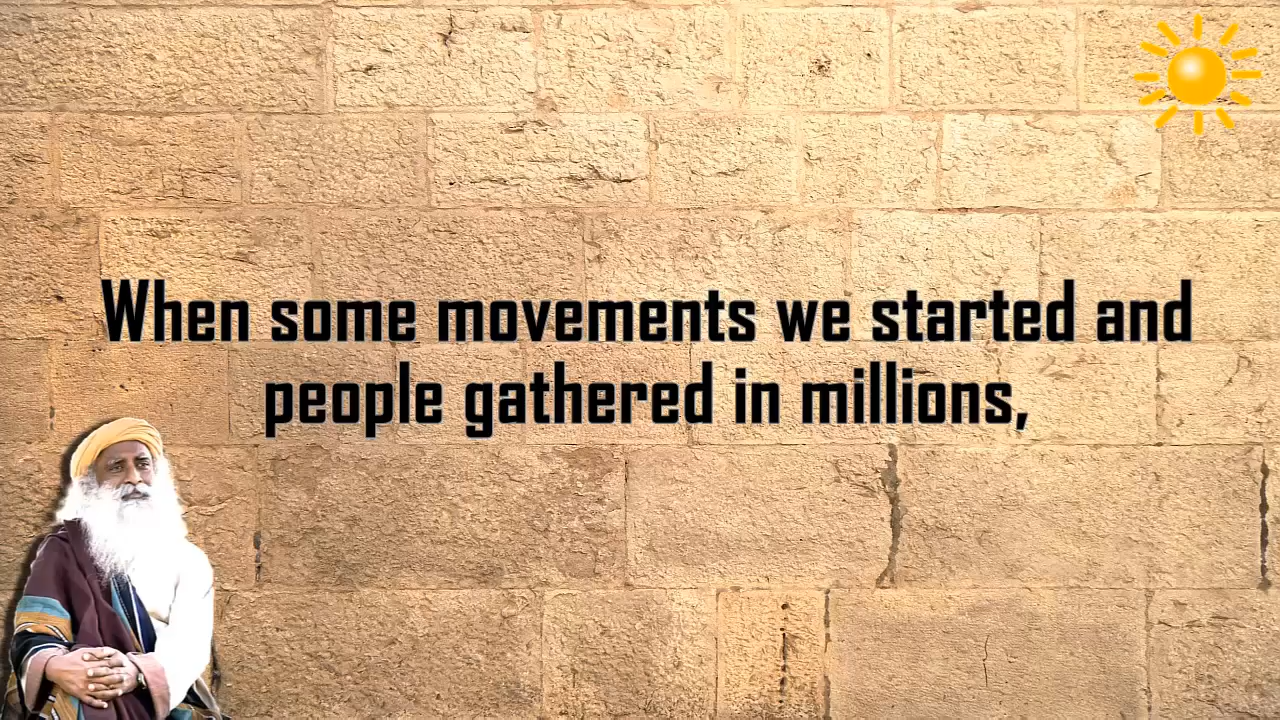 When some movements we started and
people gathered in millions,